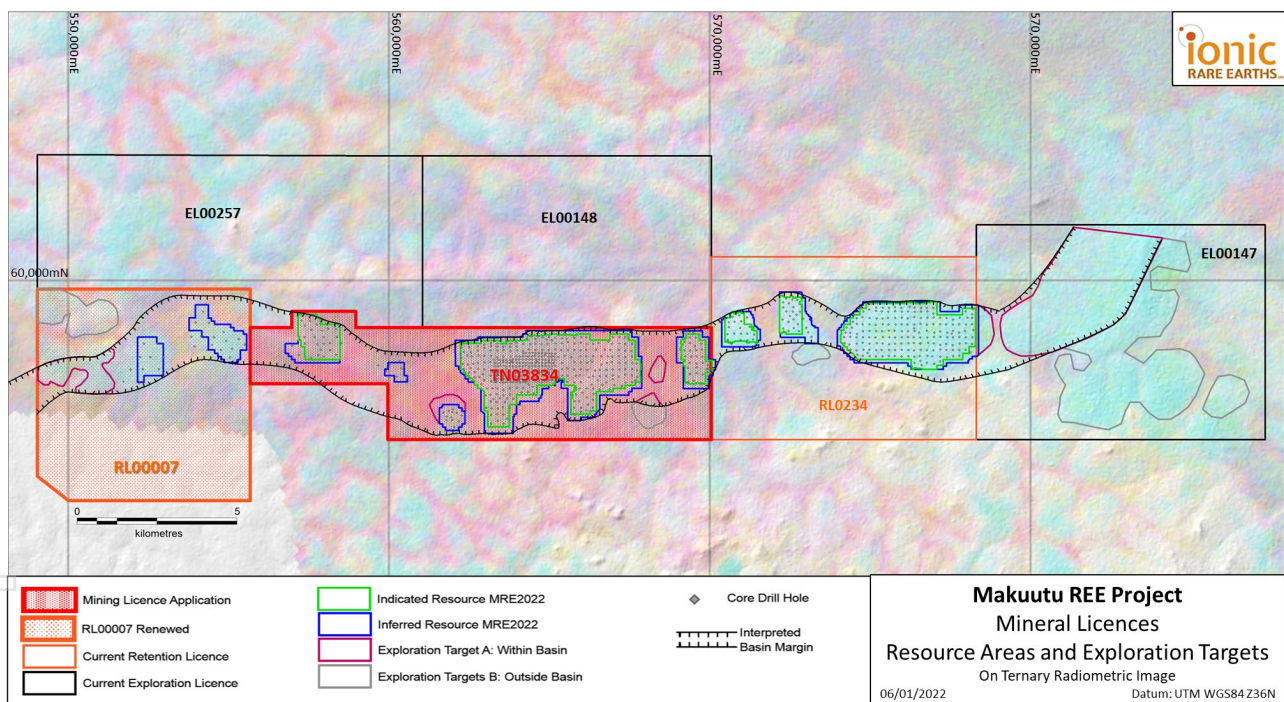 550,000mE
560,000mE
570,000mE
570,000mE
ionic
RARE EARTHS
EL00257
EL00148
EL00147
60,000mN
TN03834
RL0234
RL00007
0
5
kilometres
Mining Licence Application
RL00007 Renewed
Current Retention Licence
Current Exploration Licence
Indicated Resource MRE2022
Inferred Resource MRE2022
Exploration Target A: Within Basin
Exploration Targets B: Outside Basin
Core Drill Hole
Interpreted
Basin Margin
Makuutu REE Project
Mineral Licences
Resource Areas and Exploration Targets
On Ternary Radiometric Image
06/01/2022
Datum: UTM WGS84 Z36N